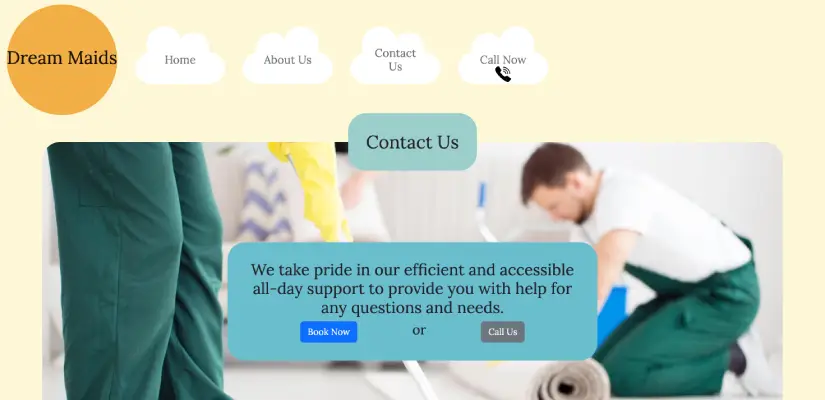 Dream Maids
Home
About Us
Contact
Us
Call Now
Contact Us
We take pride in our efficient and accessible
all-day support to provide you with help for
any questions and needs.
Book Now
or
Call Us